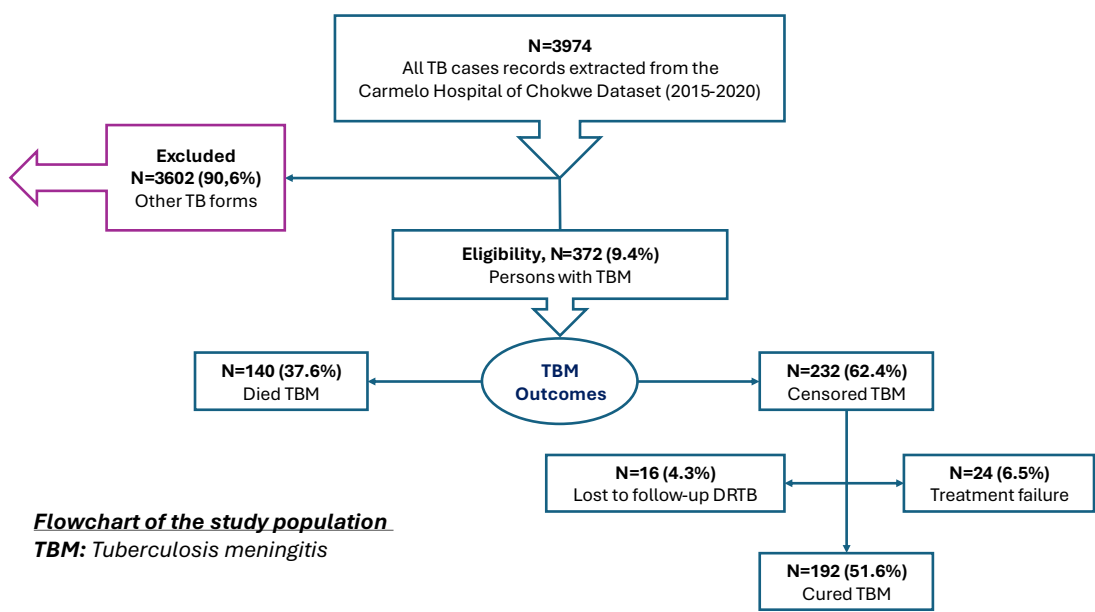 N=3974
All TB cases records extracted from the
Carmelo Hospital of Chokwe Dataset (2015-2020)
Excluded
N=3602 (90,6%)
Other TB forms
Eligibility, N=372 (9.4%)
Persons with TBM
TBM
Outcomes
N=140 (37.6%)
Died TBM
N=232 (62.4%)
Censored TBM
N=16 (4.3%)
Lost to follow-up DRTB
N=24 (6.5%)
Treatment failure
N=192 (51.6%)
Cured TBM
Flowchart of the study population
TBM: Tuberculosis meningitis